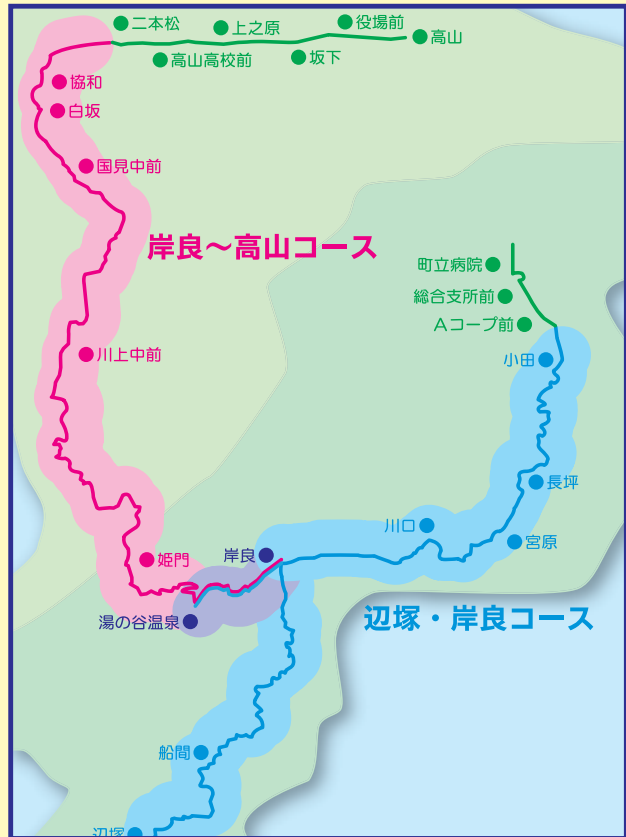 二本松
上之原
役場前
高山
高山高校前
坂下
協和
白坂
国見中前
岸良〜高山コース
町立病院
総合支所前
Aコープ前
川上中前
小田
長坪
川口
宮原
岸良
姫門
湯の谷温泉
辺塚・岸良コース
船間
辺塚